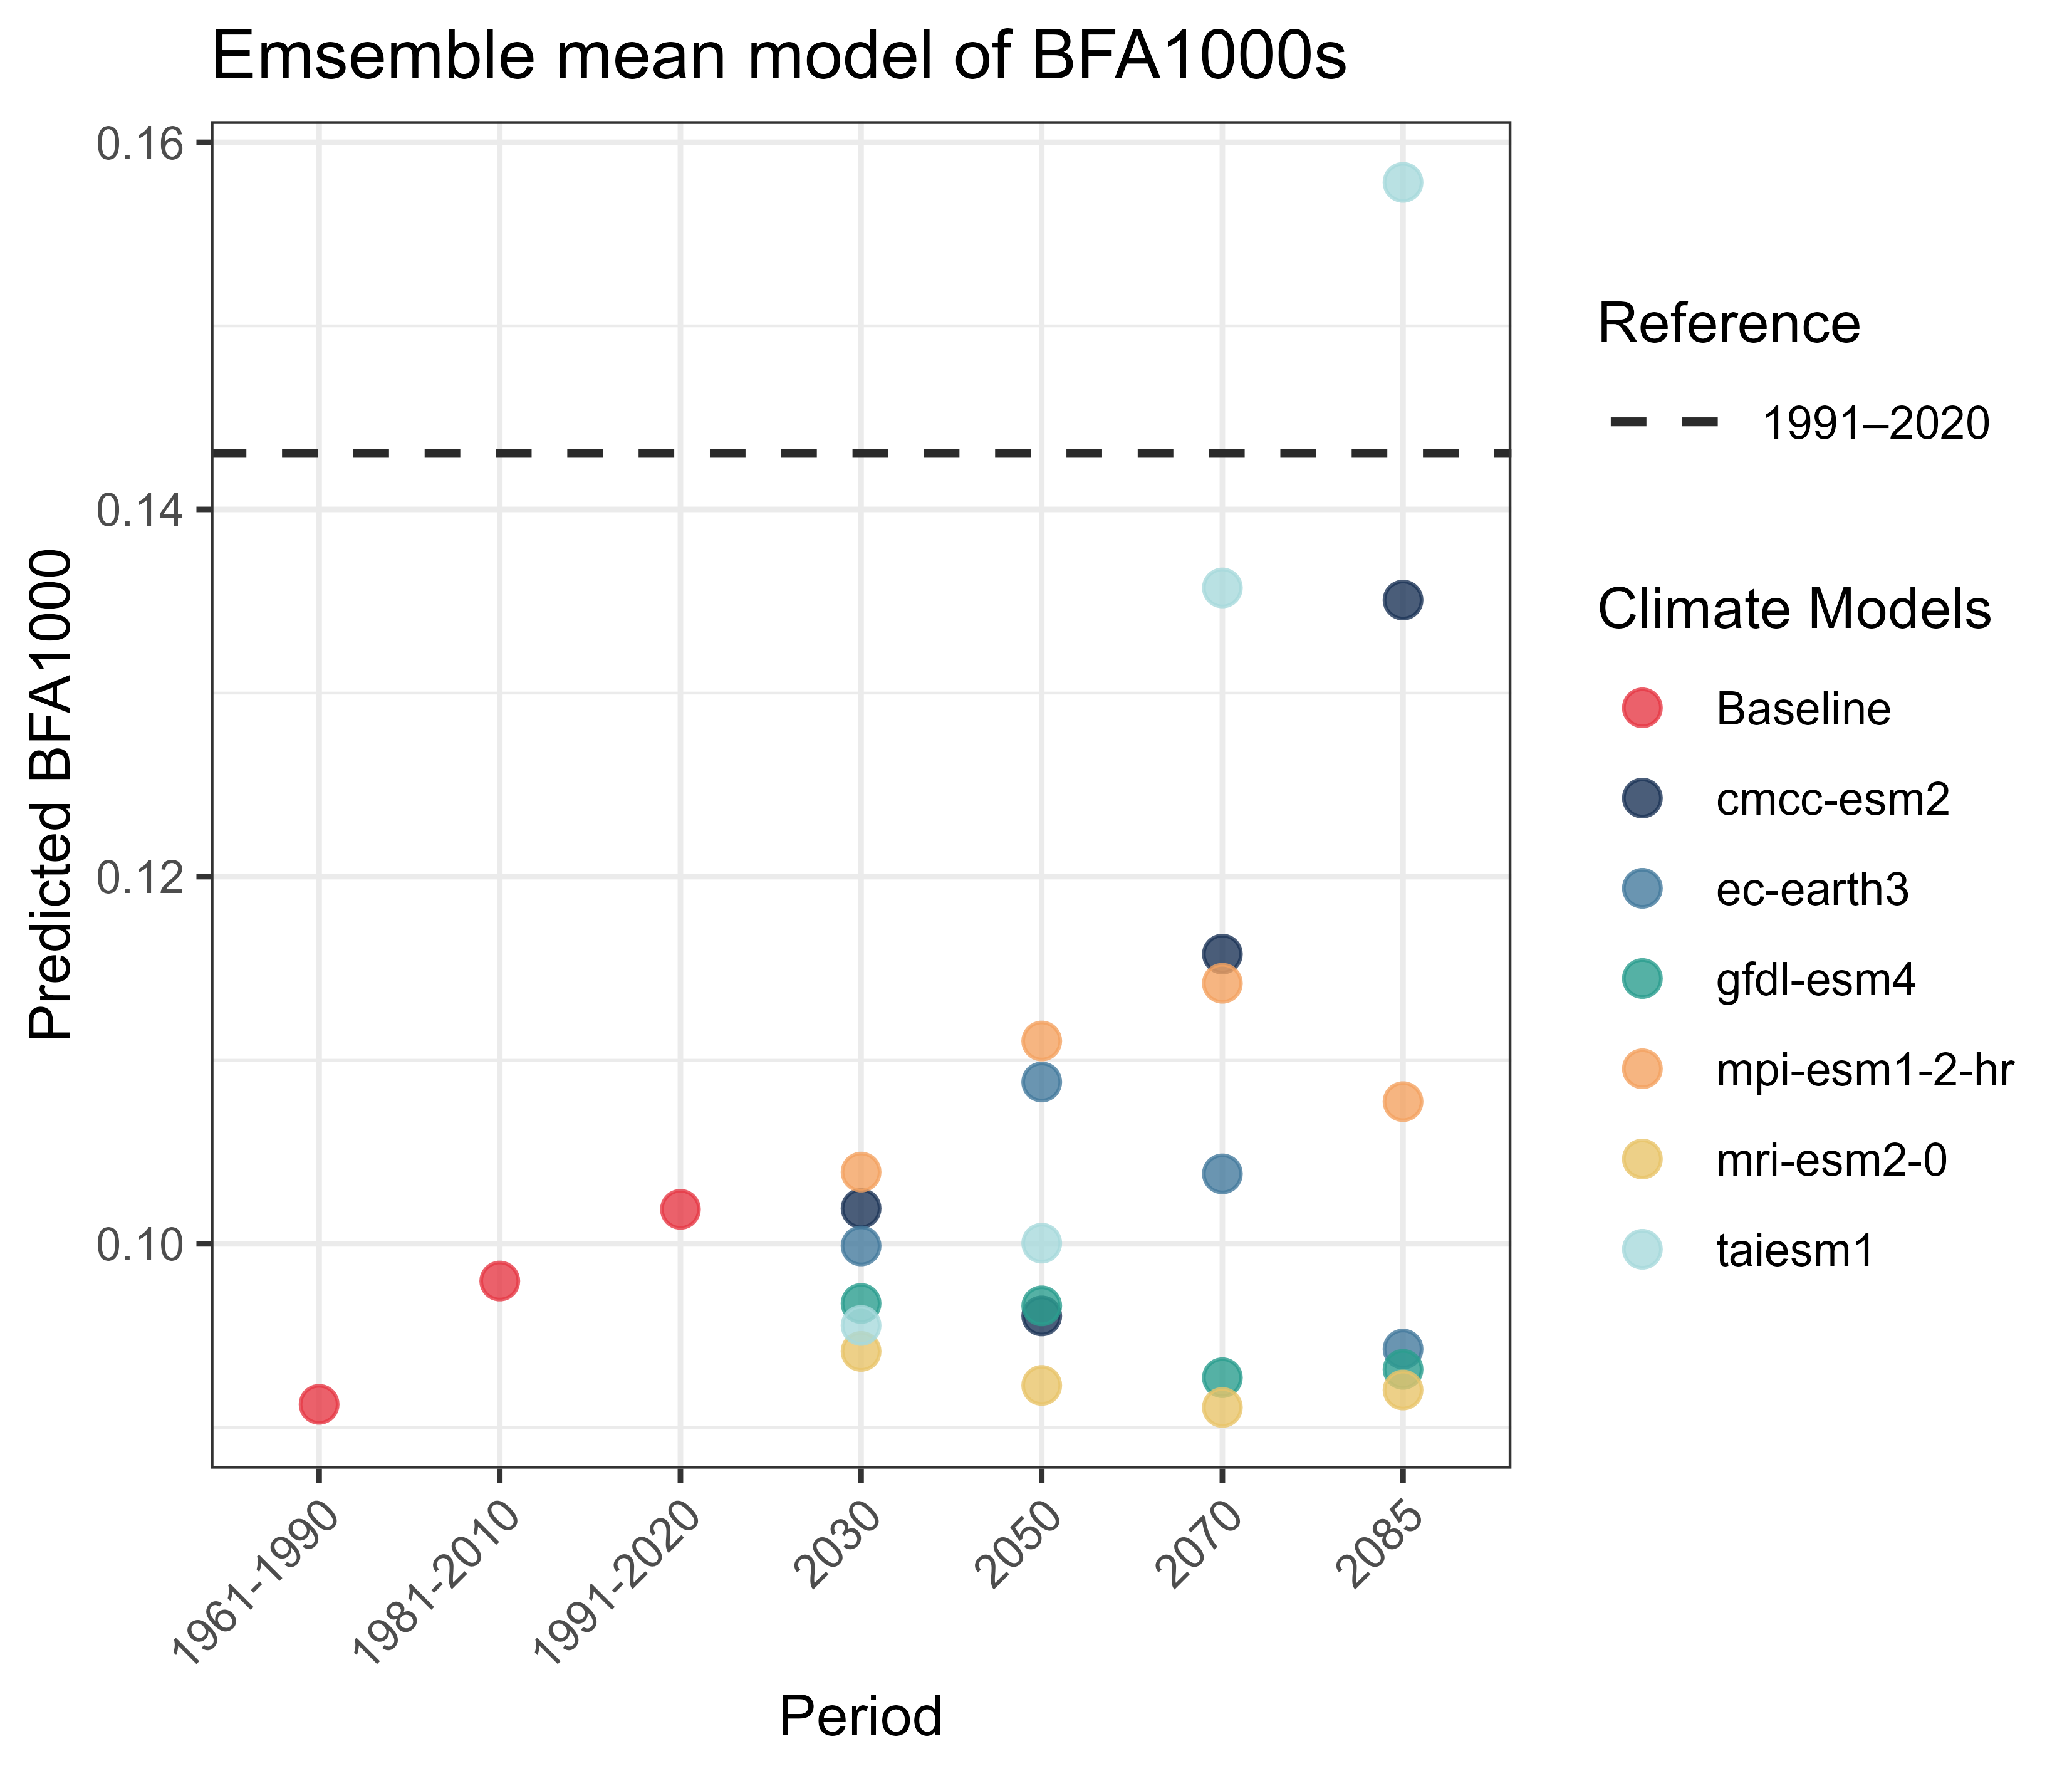 Emsemble mean model of BFA1000s
Predicted BFA1000
0.16
0.14
0.12
0.10
1961-1990
1981-2010
1991-2020
2030
2050
2070
2085
Period
Reference
1991–2020
Climate Models
Baseline
cmcc-esm2
ec-earth3
gfdl-esm4
mpi-esm1-2-hr
mri-esm2-0
taiesm1